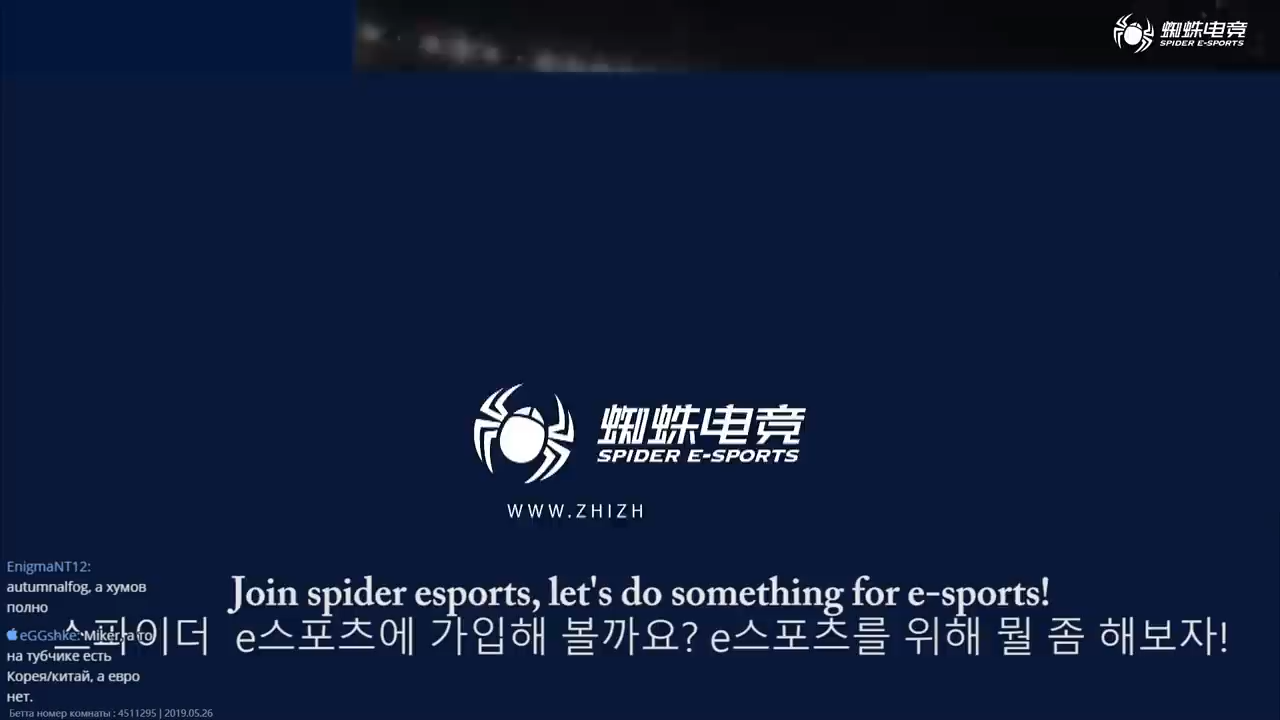 蜘蛛电竞
SPIDER E-SPORTS
蜘蛛电竞
SPIDER E-SPORTS
WWW.ZHIZH
EnigmaNT12:
autumnalfog, а хумов
полно
Join spider esports, let's do something for e-sports!
스파이더 e스포츠에 가입해 볼까요? e스포츠를 위해 뭘 좀 해보자!
eGGshke: Miker, а то
на тубчике есть
Корея/китай, а евро
нет.
Бетта номер комнаты : 4511295 | 2019.05.26